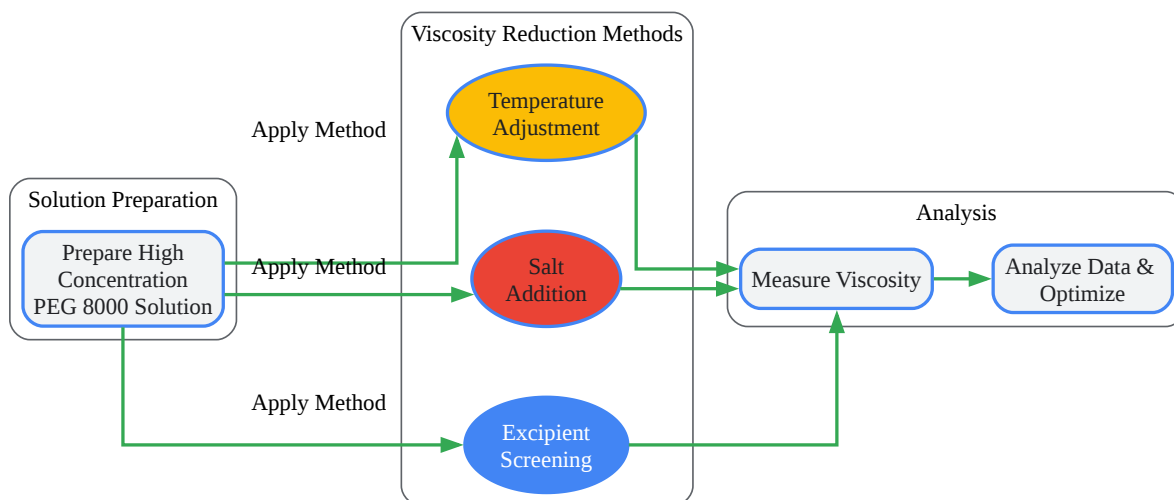 Solution Preparation
Prepare High
Concentration
PEG 8000 Solution
Apply Method
Apply Method
Apply Method
Viscosity Reduction Methods
Temperature
Adjustment
Salt
Addition
Excipient
Screening
Analysis
Measure Viscosity
Analyze Data &
Optimize